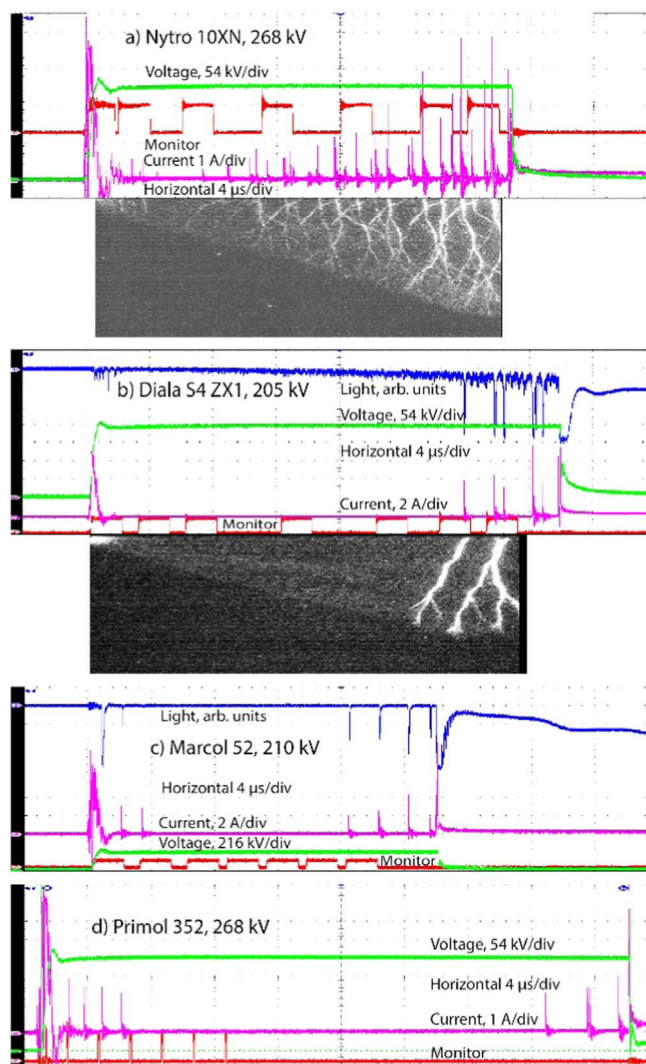 a) Nytro 10XN, 268 kV
Voltage, 54 kV/div
Monitor
Current 1 A/div
Horizontal 4 µs/div
b) Diala S4 ZX1, 205 kV
Light, arb. units
Voltage, 54 kV/div
Horizontal 4 µs/div
Current, 2 A/div
Monitor
Light, arb. units
c) Marcol 52, 210 kV
Horizontal 4 µs/div
Current, 2 A/div
Voltage, 216 kV/div
Monitor
d) Primol 352, 268 kV
Voltage, 54 kV/div
Horizontal 4 µs/div
Current, 1 A/div
Monitor